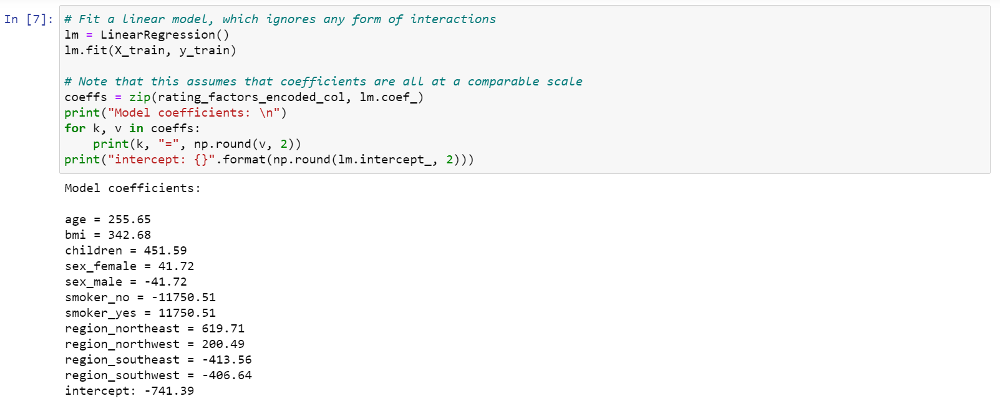 In [7]: # Fit a linear model, which ignores any form of interactions
lm = LinearRegression()
lm.fit(X_train, y_train)

# Note that this assumes that coefficients are all at a comparable scale
coeffs = zip(rating_factors_encoded_col, lm.coef_)
print("Model coefficients: \n")
for k, v in coeffs:
    print(k, "=", np.round(v, 2))
print("intercept: {}".format(np.round(lm.intercept_, 2)))
Model coefficients:

age = 255.65
bmi = 342.68
children = 451.59
sex_female = 41.72
sex_male = -41.72
smoker_no = -11750.51
smoker_yes = 11750.51
region_northeast = 619.71
region_northwest = 200.49
region_southeast = -413.56
region_southwest = -406.64
intercept: -741.39